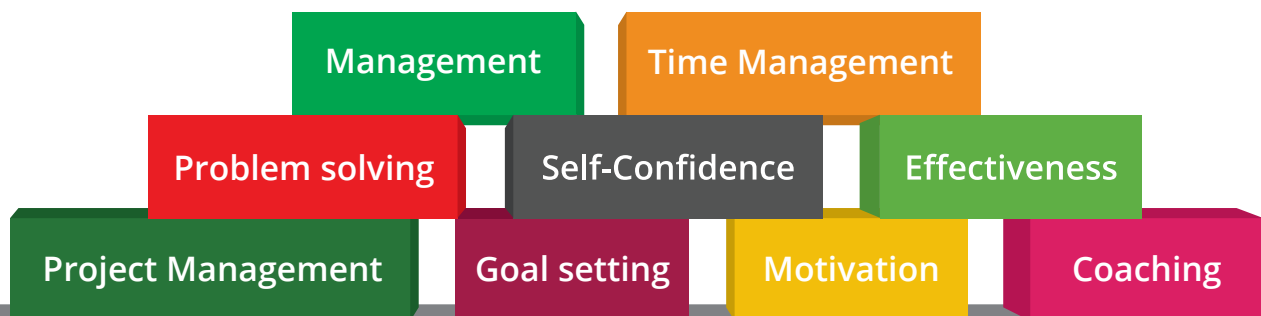 Management
Time Management
Problem solving
Self-Confidence
Effectiveness
Project Management
Goal setting
Motivation
Coaching